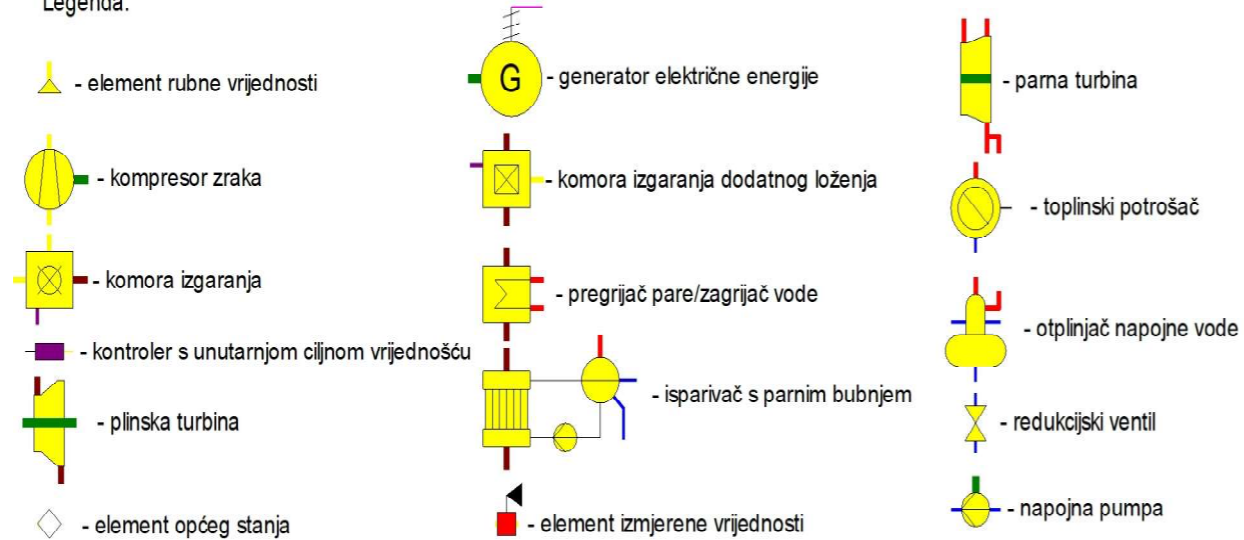 Legenda:
- element rubne vrijednosti
- kompresor zraka
- komora izgaranja
- kontroler s unutarnjom ciljnom vrijednošću
- plinska turbina
- element općeg stanja
G
- generator električne energije
- komora izgaranja dodatnog loženja
- pregrijač pare/zagrijač vode
- isparivač s parnim bubnjem
- element izmjerene vrijednosti
- parna turbina
- toplinski potrošač
- otplinjač napojne vode
- redukcijski ventil
- napojna pumpa